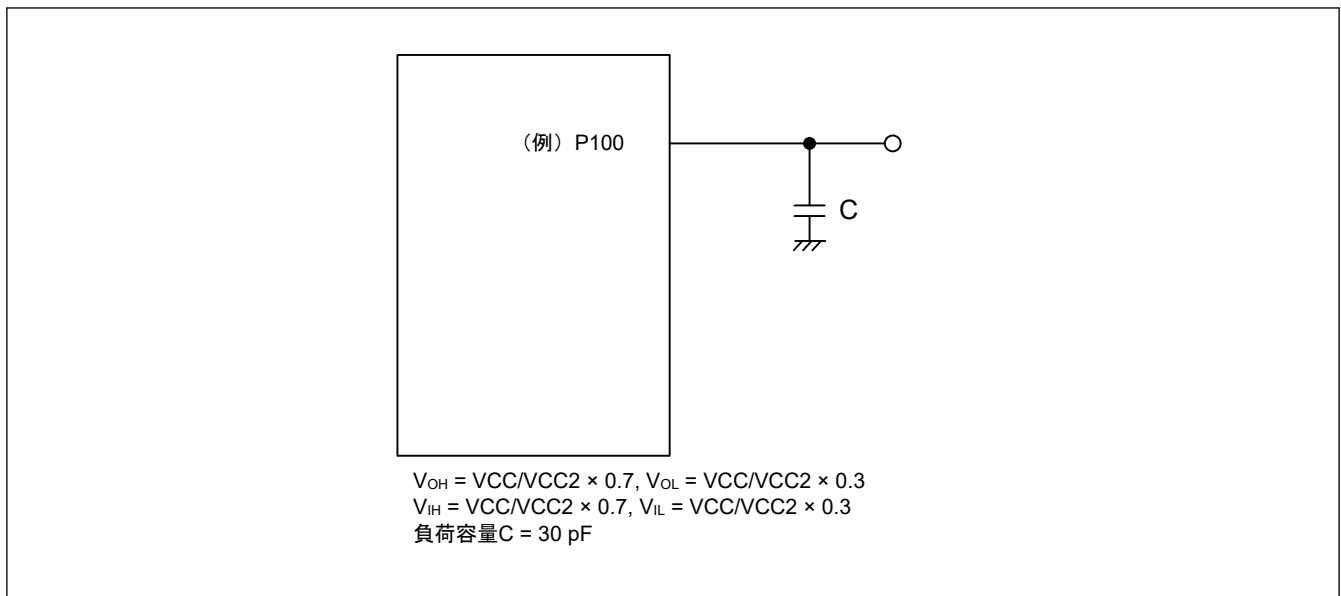 （例）P100
C
VOH = VCC/VCC2 × 0.7, VOL = VCC/VCC2 × 0.3
VIH = VCC/VCC2 × 0.7, VIL = VCC/VCC2 × 0.3
負荷容量C = 30 pF